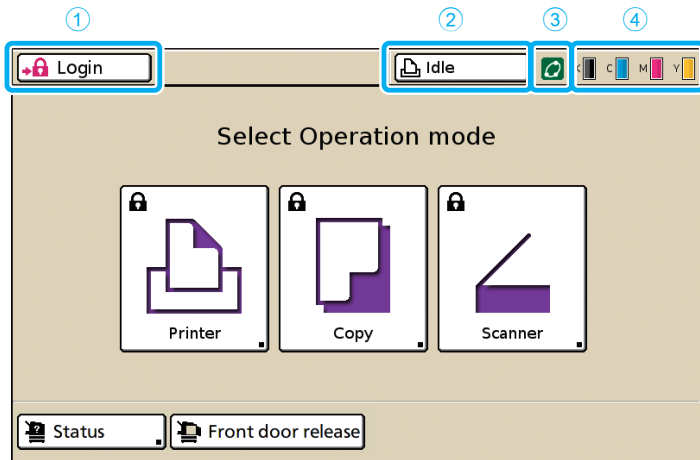 ① ② ③ ④
Login Idle K C M Y
Select Operation mode
Printer Copy Scanner
Status Front door release